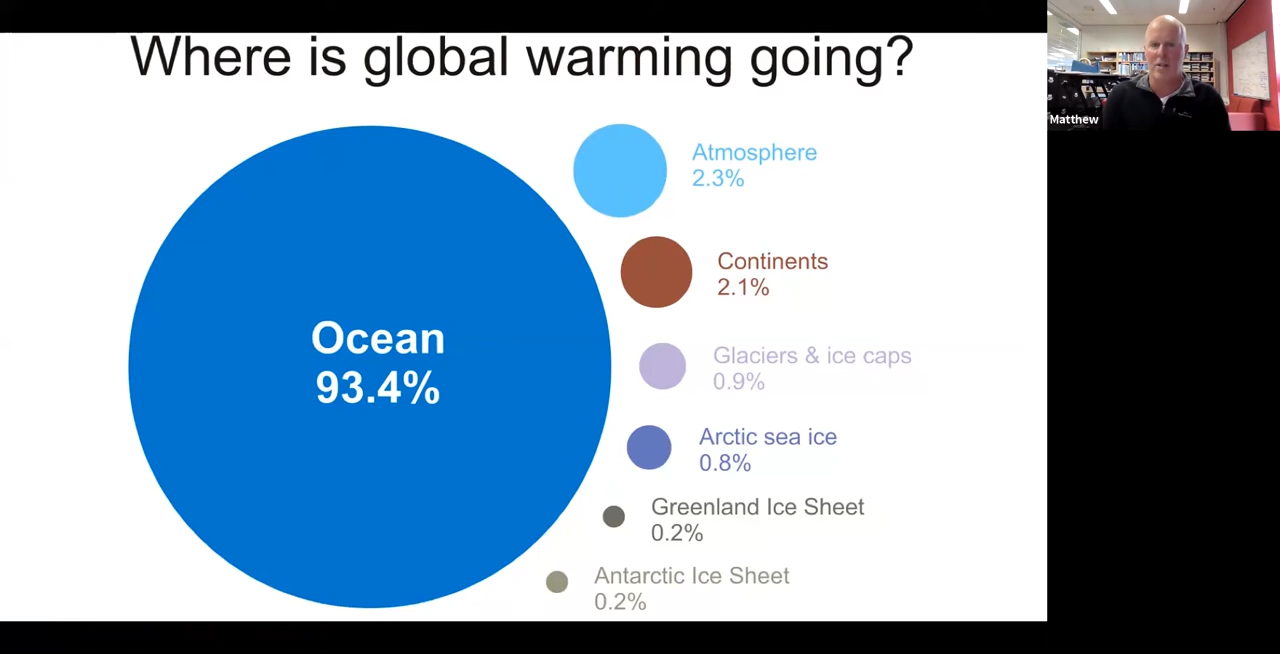 Where is global warming going?
Matthew
Atmosphere
2.3%
Continents
2.1%
Ocean
93.4%
Glaciers & ice caps
0.9%
Arctic sea ice
0.8%
Greenland Ice Sheet
0.2%
Antarctic Ice Sheet
0.2%